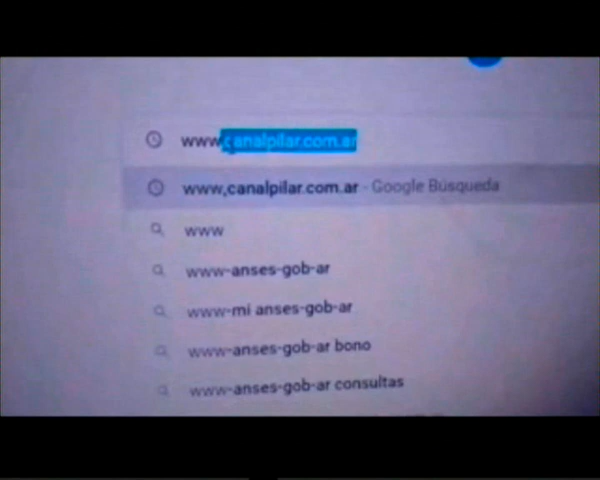 www,canalpilar.com.ar
www,canalpilar.com.ar - Google Búsqueda
www
www-anses-gob-ar
www-mi anses-gob-ar
www-anses-gob-ar bono
www-anses-gob-ar consultas